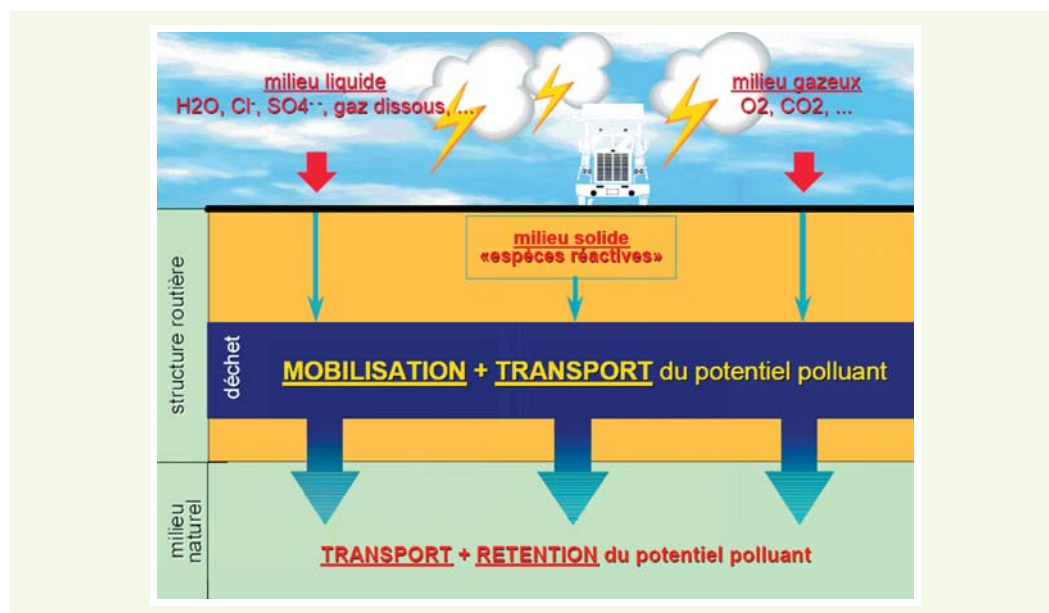 milieu liquide
H2O, Cl-, SO4--, gaz dissous, ...
milieu gazeux
O2, CO2, ...
milieu solide
«espèces réactives»
structure routière
déchet
MOBILISATION + TRANSPORT du potentiel polluant
milieu
naturel
TRANSPORT + RETENTION du potentiel polluant